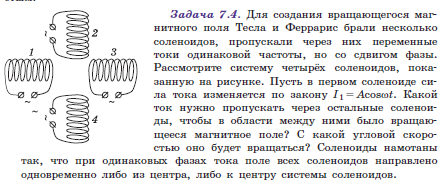 Задача 7.4. Для создания вращающегося маг-
нитного поля Тесла и Феррарис брали несколько
соленоидов, пропускали через них переменные
токи одинаковой частоты, но со сдвигом фазы.
Рассмотрите систему четырёх соленоидов, пока-
занную на рисунке. Пусть в первом соленоиде си-
ла тока изменяется по закону I₁=Acosωt. Какой
ток нужно пропускать через остальные соленои-
ды, чтобы в области между ними было вращаю-
щееся магнитное поле? С какой угловой скоро-
стью оно будет вращаться? Соленоиды намотаны
так, что при одинаковых фазах тока поле всех соленоидов направлено
одновременно либо из центра, либо к центру системы соленоидов.
~
2
1
3
~
~
4
~